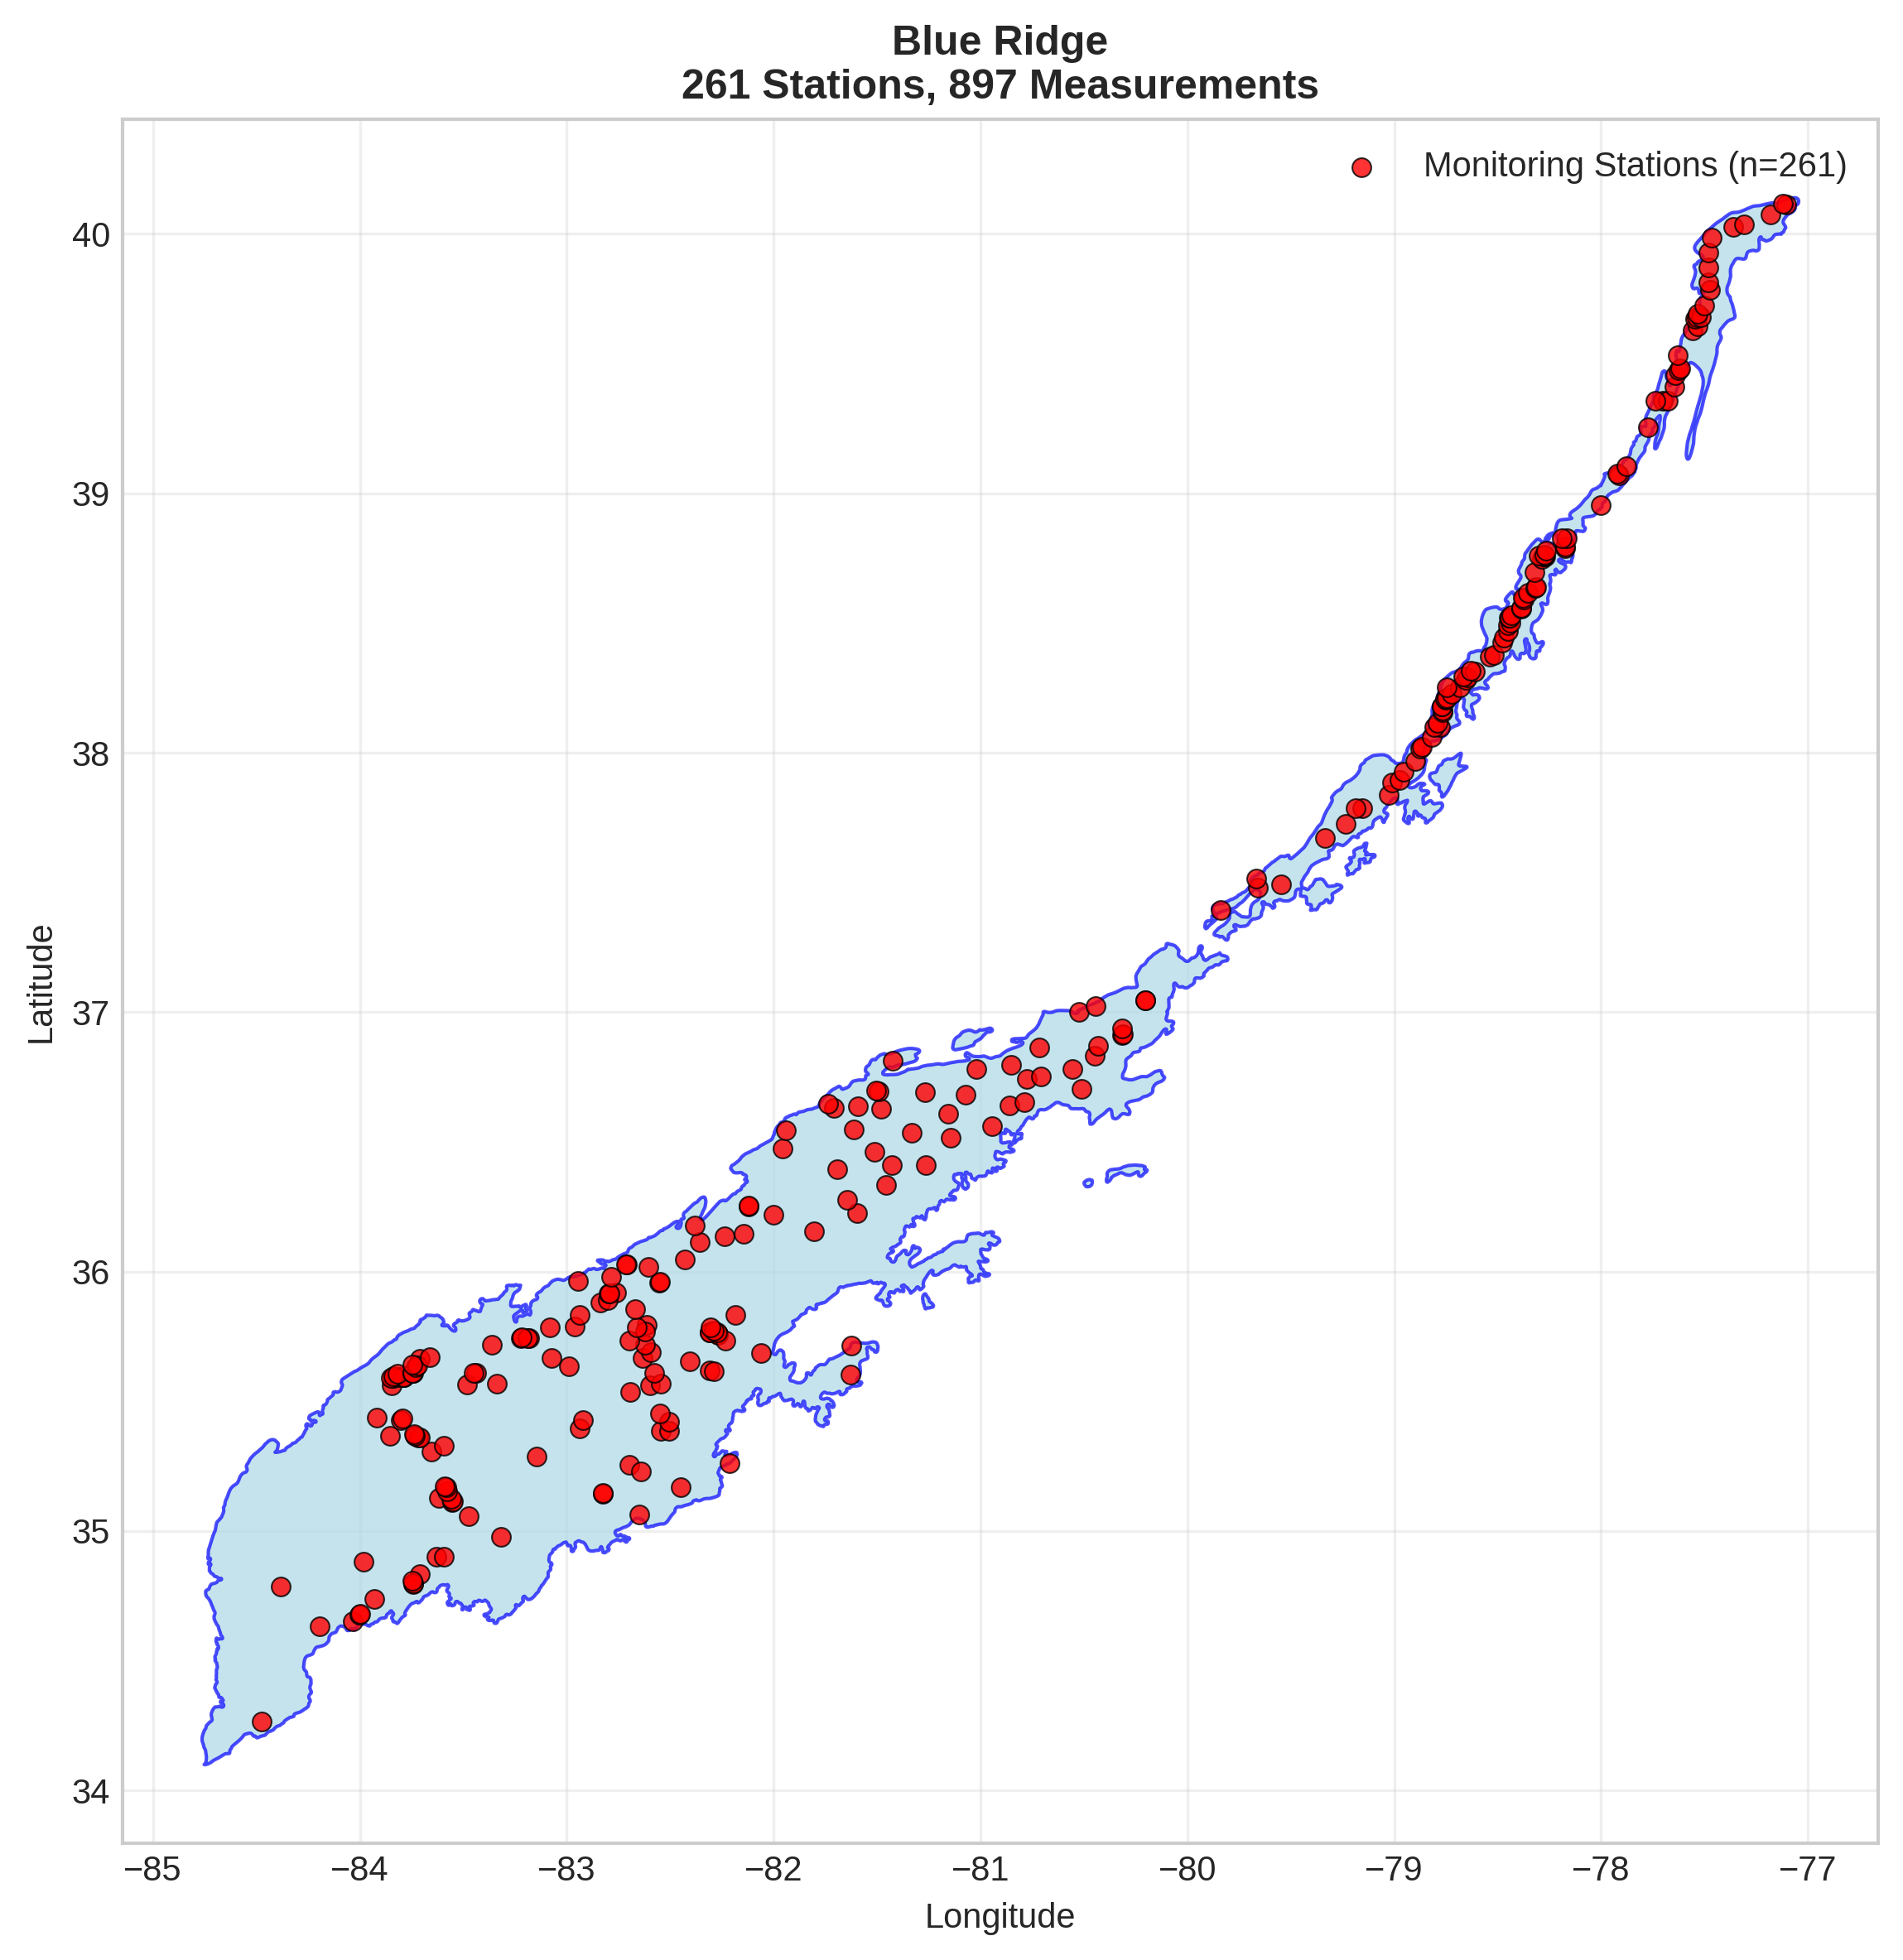 Blue Ridge
261 Stations, 897 Measurements
Monitoring Stations (n=261)
Latitude
40
39
38
37
36
35
34
−85 −84 −83 −82 −81 −80 −79 −78 −77
Longitude